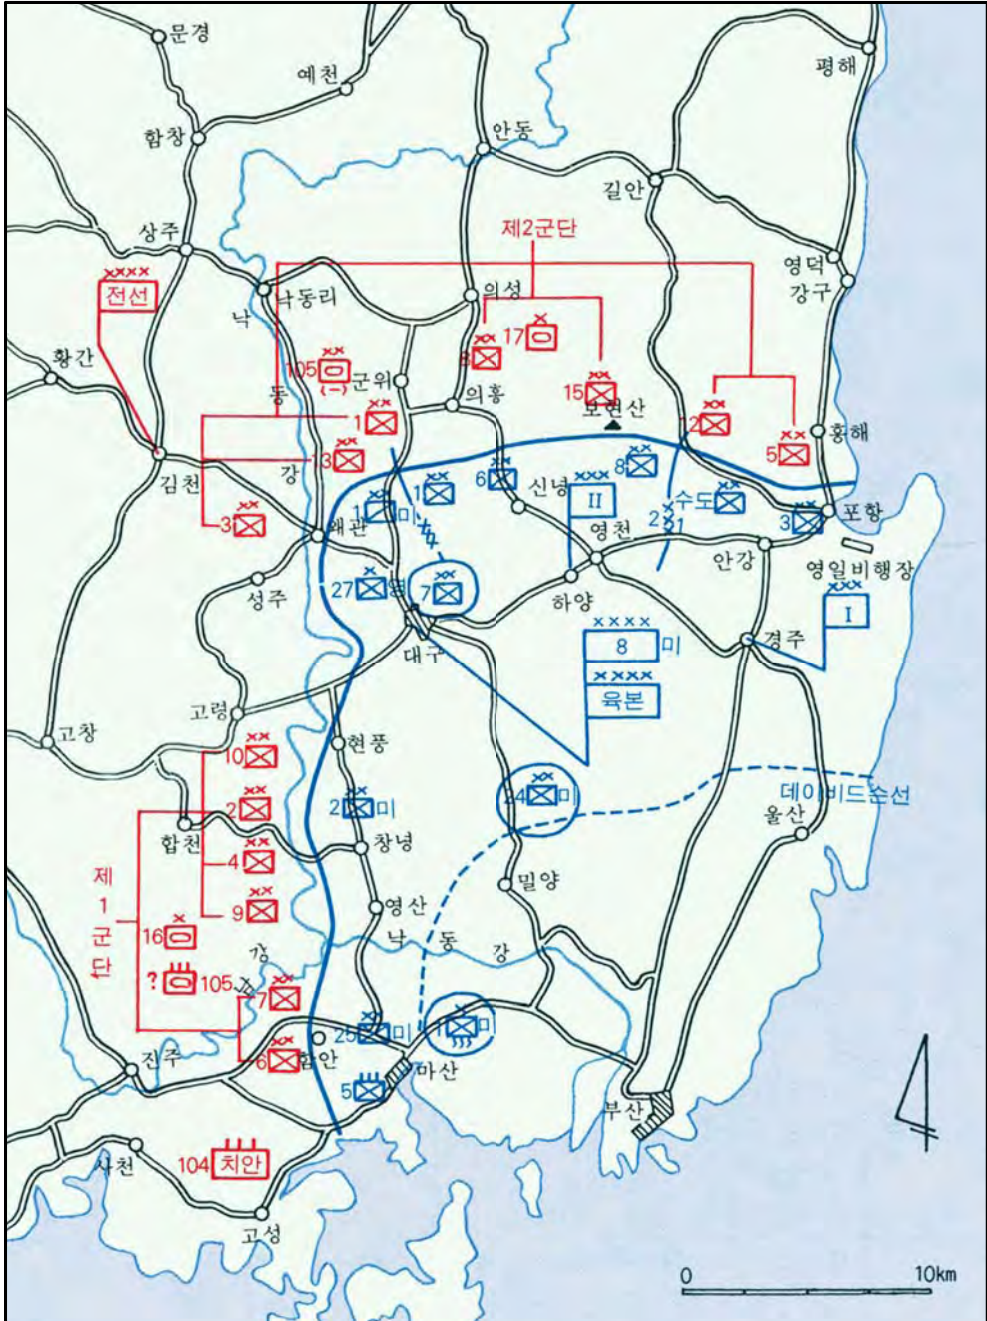 문경
평해
예천
함창
안동
길안
제2군단
상주
영덕
전선
낙동리
의성
강구
낙
17
황간
8
105
군위
15
(-)
동
의흥
보현산
1
12
홍해
13
5
김천
강
6
8
1
신녕
II
수도
1 미
2 1
3
포항
3
왜관
영천
안강
영일비행장
27 영
7
성주
하양
I
대구
8 미
경주
육본
고령
고창
현풍
10
24 미
데이비드슨선
2
2 미
울산
합천
창녕
4
제1군단
밀양
9
영산
낙 동 강
16
강
? 105
7
25 미
미
함안
6
진주
마산
5
부산
사천
104 치안
고성
0 10km